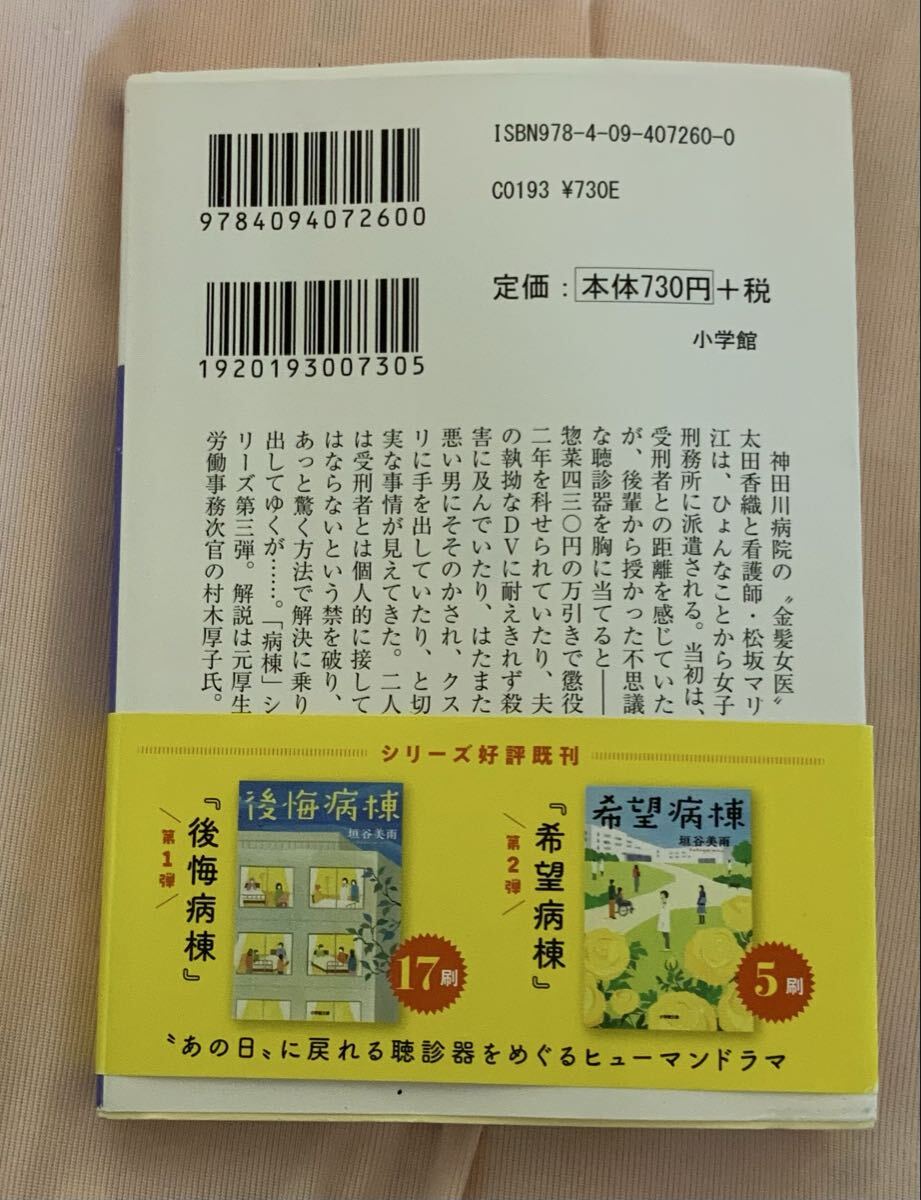 ISBN978-4-09-407260-0
9784094072600
C0193 ¥730E
1920193007305
定価：本体730円＋税
小学館
神田川病院の〝金髪女医〟
太田香織と看護師・松坂マリ
江は、ひょんなことから女子
刑務所に派遣される。当初は、
受刑者との距離を感じていた
が、後輩から授かった不思議
な聴診器を胸に当てると――
惣菜四三〇円の万引きで懲役
二年を科せられていたり、夫
の執拗なDVに耐えきれず殺
害に及んでいたり、はたまた
悪い男にそそのかされ、クス
リに手を出していたり、と切
実な事情が見えてきた。二人
は受刑者とは個人的に接して
はならないという禁を破り、
あっと驚く方法で解決に乗り
出してゆくが……。「病棟」シ
リーズ第三弾。解説は元厚生
労働事務次官の村木厚子氏。
シリーズ好評既刊
希望病棟
垣谷美雨
『希望病棟』
第2弾
5刷
後悔病棟
垣谷美雨
小学館文庫
『後悔病棟』
第1弾
17刷
〝あの日〟に戻れる聴診器をめぐるヒューマンドラマ